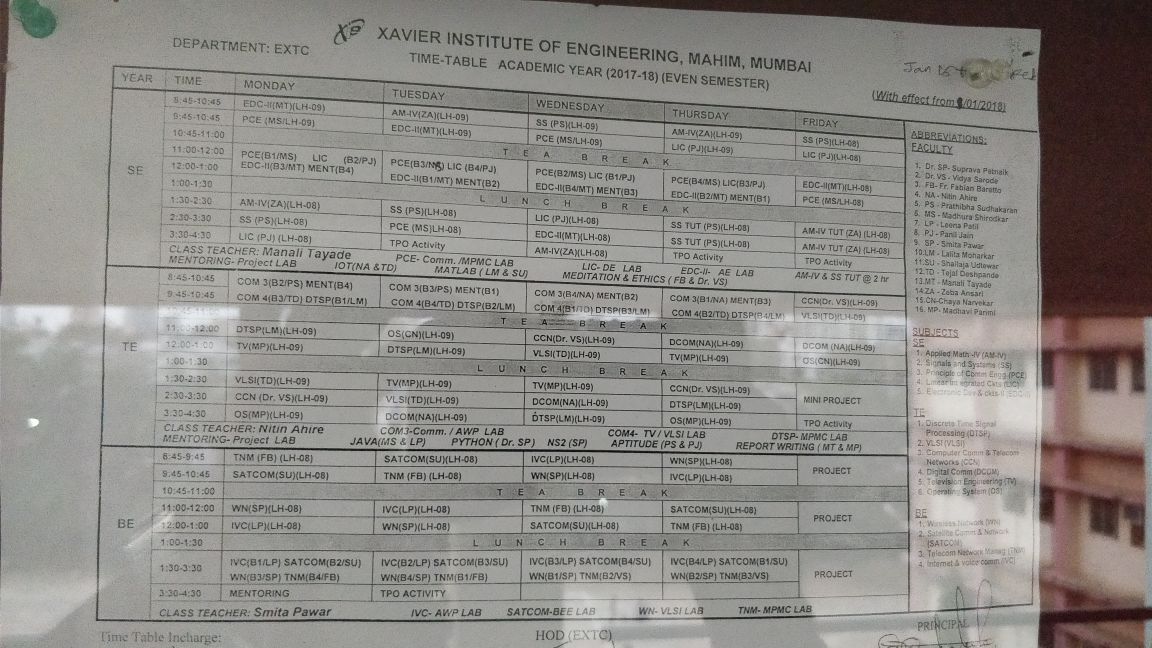 XIE XAVIER INSTITUTE OF ENGINEERING, MAHIM, MUMBAI
DEPARTMENT: EXTC
TIME-TABLE ACADEMIC YEAR (2017-18) (EVEN SEMESTER)
(With effect from /01/2018)
YEAR TIME MONDAY TUESDAY WEDNESDAY THURSDAY FRIDAY
SE
8:45-10:45 EDC-II(MT)(LH-09) AM-IV(ZA)(LH-09) SS (PS)(LH-09) AM-IV(ZA)(LH-09) SS (PS)(LH-08)
9:45-10:45 PCE (MS/LH-09) EDC-II(MT)(LH-09) PCE (MS/LH-09) LIC (PJ)(LH-09) LIC (PJ)(LH-08)
10:45-11:00 TEA BREAK
11:00-12:00 PCE(B1/MS) LIC (B2/PJ) PCE(B3/MS) LIC (B4/PJ) PCE(B2/MS) LIC (B1/PJ) PCE(B4/MS) LIC(B3/PJ) EDC-II(MT)(LH-08)
12:00-1:00 EDC-II(B3/MT) MENT(B4) EDC-II(B1/MT) MENT(B2) EDC-II(B4/MT) MENT(B3) EDC-II(B2/MT) MENT(B1) PCE (MS/LH-09)
1:00-1:30 LUNCH BREAK
1:30-2:30 AM-IV(ZA)(LH-08) SS (PS)(LH-08) LIC (PJ)(LH-08) SS TUT (PS)(LH-08) AM-IV TUT (ZA) (LH-08)
2:30-3:30 SS (PS)(LH-08) PCE (MS)(LH-08) EDC-II(MT)(LH-08) SS TUT (PS)(LH-08) AM-IV TUT (ZA) (LH-08)
3:30-4:30 LIC (PJ) (LH-08) TPO Activity AM-IV(ZA)(LH-08) TPO Activity TPO Activity
CLASS TEACHER: Manali Tayade PCE- Comm. /MPMC LAB LIC- DE LAB EDC-II- AE LAB AM-IV & SS TUT @ 2 hr
MENTORING- Project LAB IOT(NA &TD) MATLAB ( LM & SU) MEDITATION & ETHICS ( FB & Dr. VS)
TE
8:45-10:45 COM 3(B2/PS) MENT(B4) COM 3(B3/PS) MENT(B1) COM 3(B4/NA) MENT(B2) COM 3(B1/NA) MENT(B3) CCN(Dr. VS)(LH-09)
9:45-10:45 COM 4(B3/TD) DTSP(B1/LM) COM 4(B4/TD) DTSP(B2/LM) COM 4(B1/TD) DTSP(B3/LM) COM 4(B2/TD) DTSP(B4/LM) VLSI(TD)(LH-09)
TEA BREAK
11:00-12:00 DTSP(LM)(LH-09) OS(CN)(LH-09) CCN(Dr. VS)(LH-09) DCOM(NA)(LH-09) DCOM (NA)(LH-09)
12:00-1:00 TV(MP)(LH-09) DTSP(LM)(LH-09) VLSI(TD)(LH-09) TV(MP)(LH-09) OS(CN)(LH-09)
1:00-1:30 LUNCH BREAK
1:30-2:30 VLSI(TD)(LH-09) TV(MP)(LH-09) TV(MP)(LH-09) CCN(Dr. VS)(LH-09) MINI PROJECT
2:30-3:30 CCN (Dr. VS)(LH-09) VLSI(TD)(LH-09) DCOM(NA)(LH-09) DTSP(LM)(LH-09)
3:30-4:30 OS(MP)(LH-09) DCOM(NA)(LH-09) DTSP(LM)(LH-09) OS(MP)(LH-09) TPO Activity
CLASS TEACHER: Nitin Ahire COM3-Comm. / AWP LAB COM4- TV / VLSI LAB DTSP- MPMC LAB
MENTORING- Project LAB JAVA(MS & LP) PYTHON ( Dr. SP) NS2 (SP) APTITUDE (PS & PJ) REPORT WRITING ( MT & MP)
BE
8:45-9:45 TNM (FB) (LH-08) SATCOM(SU)(LH-08) IVC(LP)(LH-08) WN(SP)(LH-08) PROJECT
9:45-10:45 SATCOM(SU)(LH-08) TNM (FB) (LH-08) WN(SP)(LH-08) IVC(LP)(LH-08)
10:45-11:00 TEA BREAK
11:00-12:00 WN(SP)(LH-08) IVC(LP)(LH-08) TNM (FB) (LH-08) SATCOM(SU)(LH-08) PROJECT
12:00-1:00 IVC(LP)(LH-08) WN(SP)(LH-08) SATCOM(SU)(LH-08) TNM (FB) (LH-08)
1:00-1:30 LUNCH BREAK
1:30-3:30 IVC(B1/LP) SATCOM(B2/SU) IVC(B2/LP) SATCOM(B3/SU) IVC(B3/LP) SATCOM(B4/SU) IVC(B4/LP) SATCOM(B1/SU) PROJECT
WN(B3/SP) TNM(B4/FB) WN(B4/SP) TNM(B1/FB) WN(B1/SP) TNM(B2/VS) WN(B2/SP) TNM(B3/VS)
3:30-4:30 MENTORING TPO ACTIVITY
CLASS TEACHER: Smita Pawar IVC- AWP LAB SATCOM-BEE LAB WN- VLSI LAB TNM- MPMC LAB
ABBREVIATIONS:
FACULTY
1. Dr. SP- Suprava Patnaik
2. Dr. VS - Vidya Sarode
3. FB- Fr. Fabian Baretto
4. NA - Nitin Ahire
5. PS - Prathibha Sudhakaran
6. MS - Madhura Shirodkar
7. LP - Leena Patil
8. PJ - Panil Jain
9. SP - Smita Pawar
10.LM - Lalita Moharkar
11.SU - Shailaja Udtewar
12.TD - Tejal Deshpande
13.MT - Manali Tayade
14.ZA - Zeba Ansari
15.CN-Chaya Narvekar
16. MP- Madhavi Parimi
SUBJECTS
SE
1. Applied Math -IV (AM-IV)
2. Signals and Systems (SS)
3. Principle of Comm Engg.(PCE)
4. Linear Integrated Ckts (LIC)
5. Electronic Dev & ckts-II (EDC-II)
TE
1. Discrete Time Signal
Processing (DTSP)
2. VLSI (VLSI)
3. Computer Comm & Telecom
Networks (CCN)
4. Digital Comm (DCOM)
5. Television Engineering (TV)
6. Operating System (OS)
BE
1. Wireless Network (WN)
2. Satellite Comm & Network
(SATCOM)
3. Telecom Network Manag (TNM)
4. Internet & voice comm (IVC)
PRINCIPAL
Time Table Incharge: HOD (EXTC)